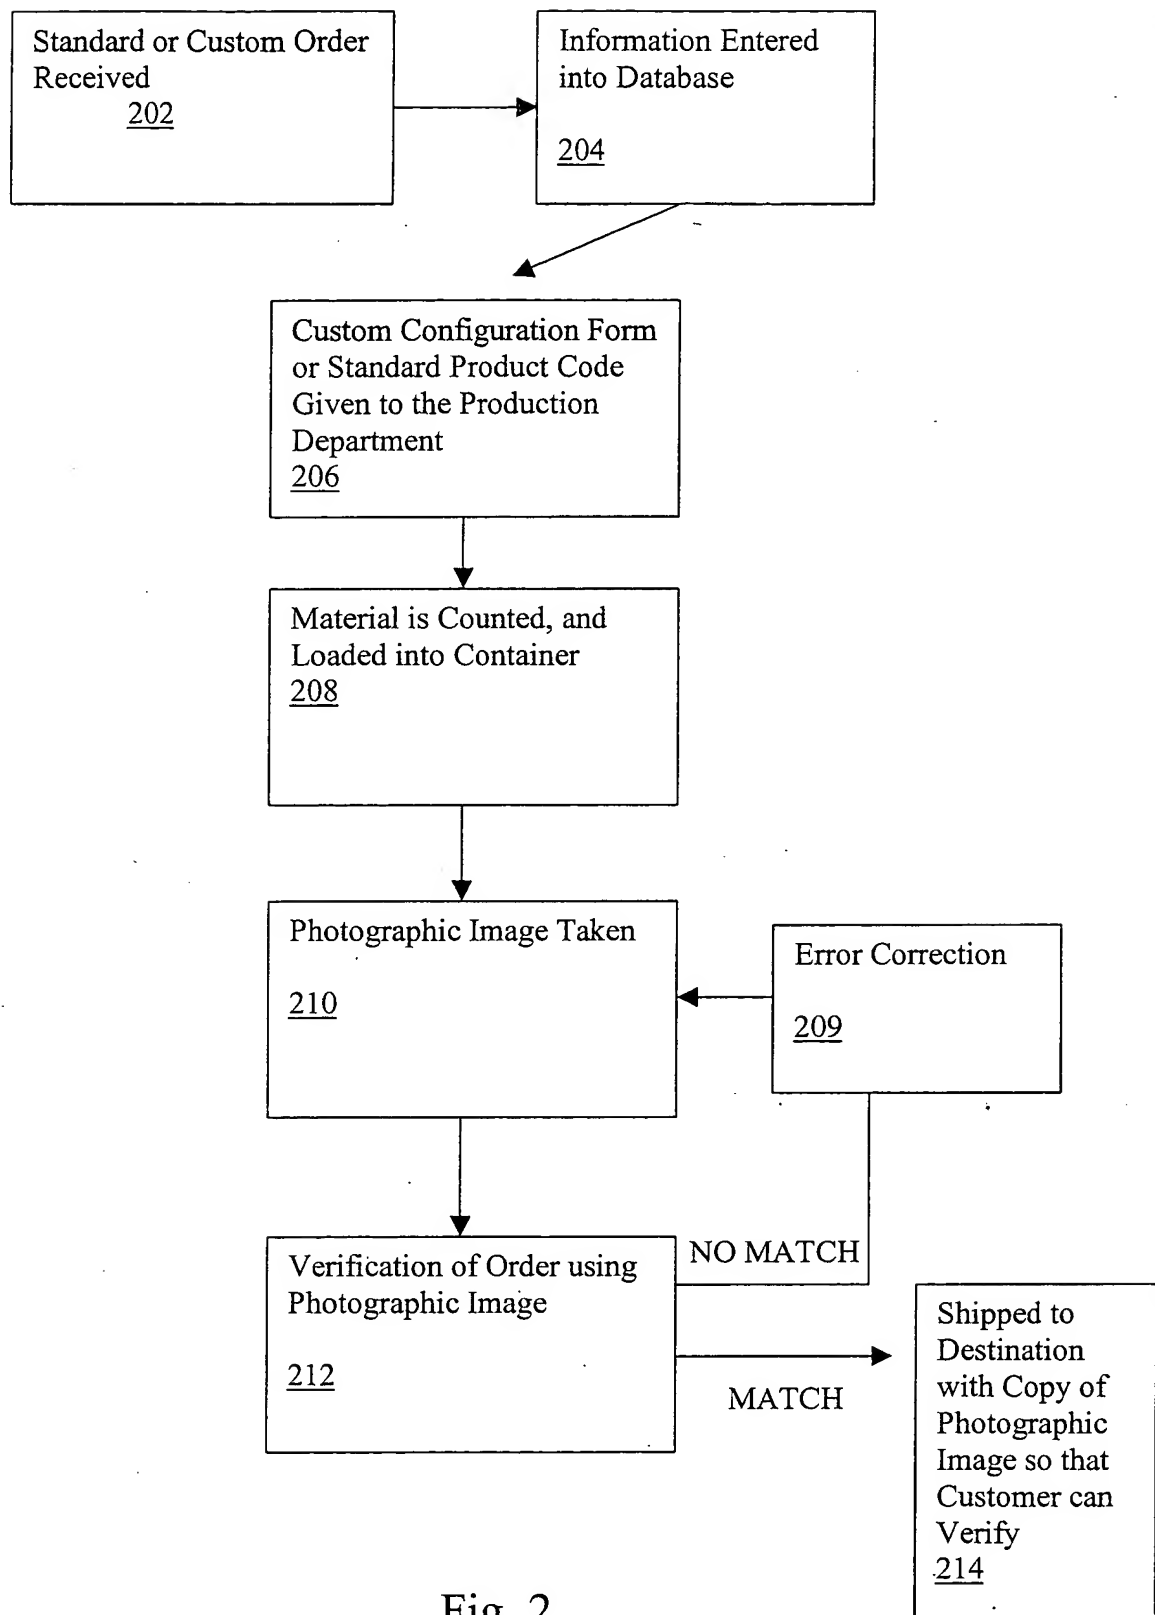 Standard or Custom Order
Received
202
Information Entered
into Database
204
Custom Configuration Form
or Standard Product Code
Given to the Production
Department
206
Material is Counted, and
Loaded into Container
208
Photographic Image Taken
210
Error Correction
209
Verification of Order using
Photographic Image
212
NO MATCH
MATCH
Shipped to
Destination
with Copy of
Photographic
Image so that
Customer can
Verify
214
Fig. 2